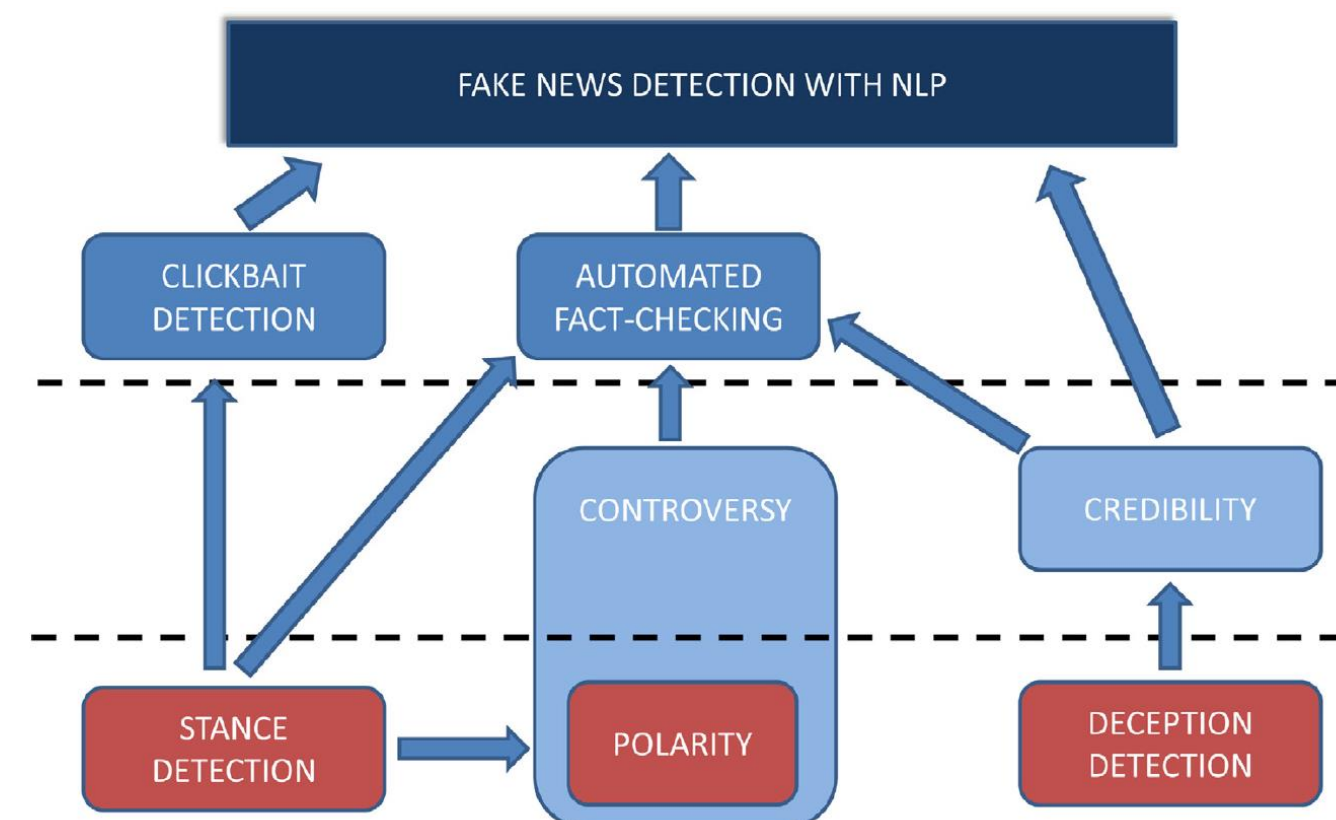 FAKE NEWS DETECTION WITH NLP
CLICKBAIT
DETECTION
AUTOMATED
FACT-CHECKING
CONTROVERSY
CREDIBILITY
STANCE
DETECTION
POLARITY
DECEPTION
DETECTION